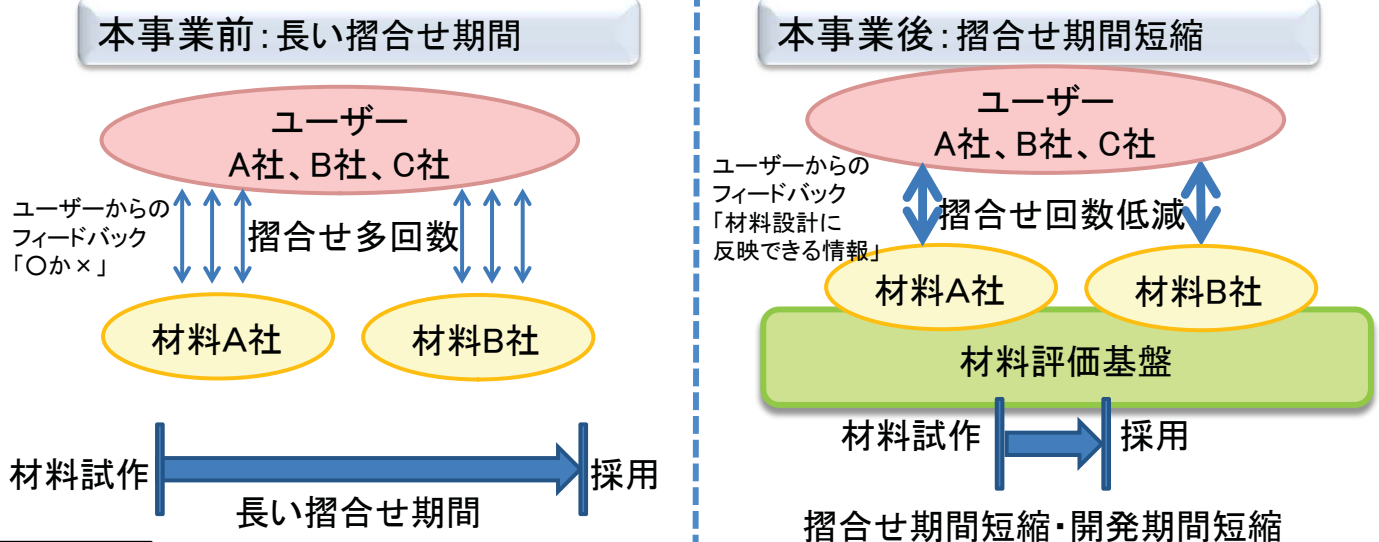 本事業前:長い摺合せ期間
ユーザー
A社、B社、C社
ユーザーからの
フィードバック
「〇か×」
摺合せ多回数
材料A社
材料B社
材料試作
採用
長い摺合せ期間
本事業後:摺合せ期間短縮
ユーザー
A社、B社、C社
ユーザーからの
フィードバック
「材料設計に
反映できる情報」
摺合せ回数低減
材料A社
材料B社
材料評価基盤
材料試作
採用
摺合せ期間短縮・開発期間短縮